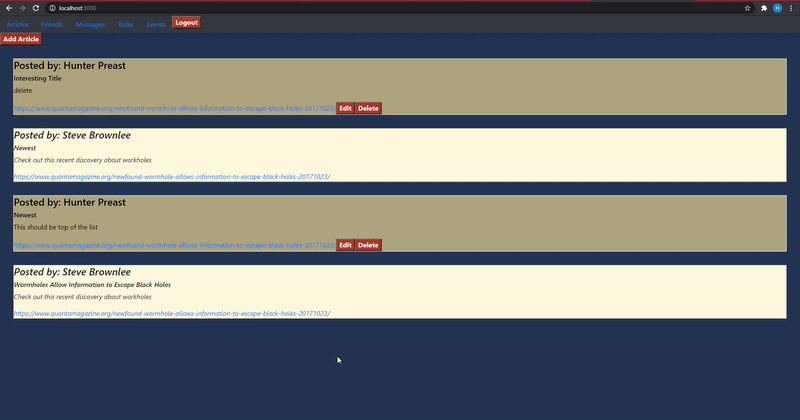 localhost:3000
H
Articles Friends Messages Tasks Events Logout
Add Article
Posted by: Hunter Preast
Interesting Title
delete
https://www.quantamagazine.org/newfound-wormhole-allows-information-to-escape-black-holes-20171023/ Edit Delete
Posted by: Steve Brownlee
Newest
Check out this recent discovery about workholes
https://www.quantamagazine.org/newfound-wormhole-allows-information-to-escape-black-holes-20171023/
Posted by: Hunter Preast
Newest
This should be top of the list
https://www.quantamagazine.org/newfound-wormhole-allows-information-to-escape-black-holes-20171023/ Edit Delete
Posted by: Steve Brownlee
Wormholes Allow Information to Escape Black Holes
Check out this recent discovery about workholes
https://www.quantamagazine.org/newfound-wormhole-allows-information-to-escape-black-holes-20171023/